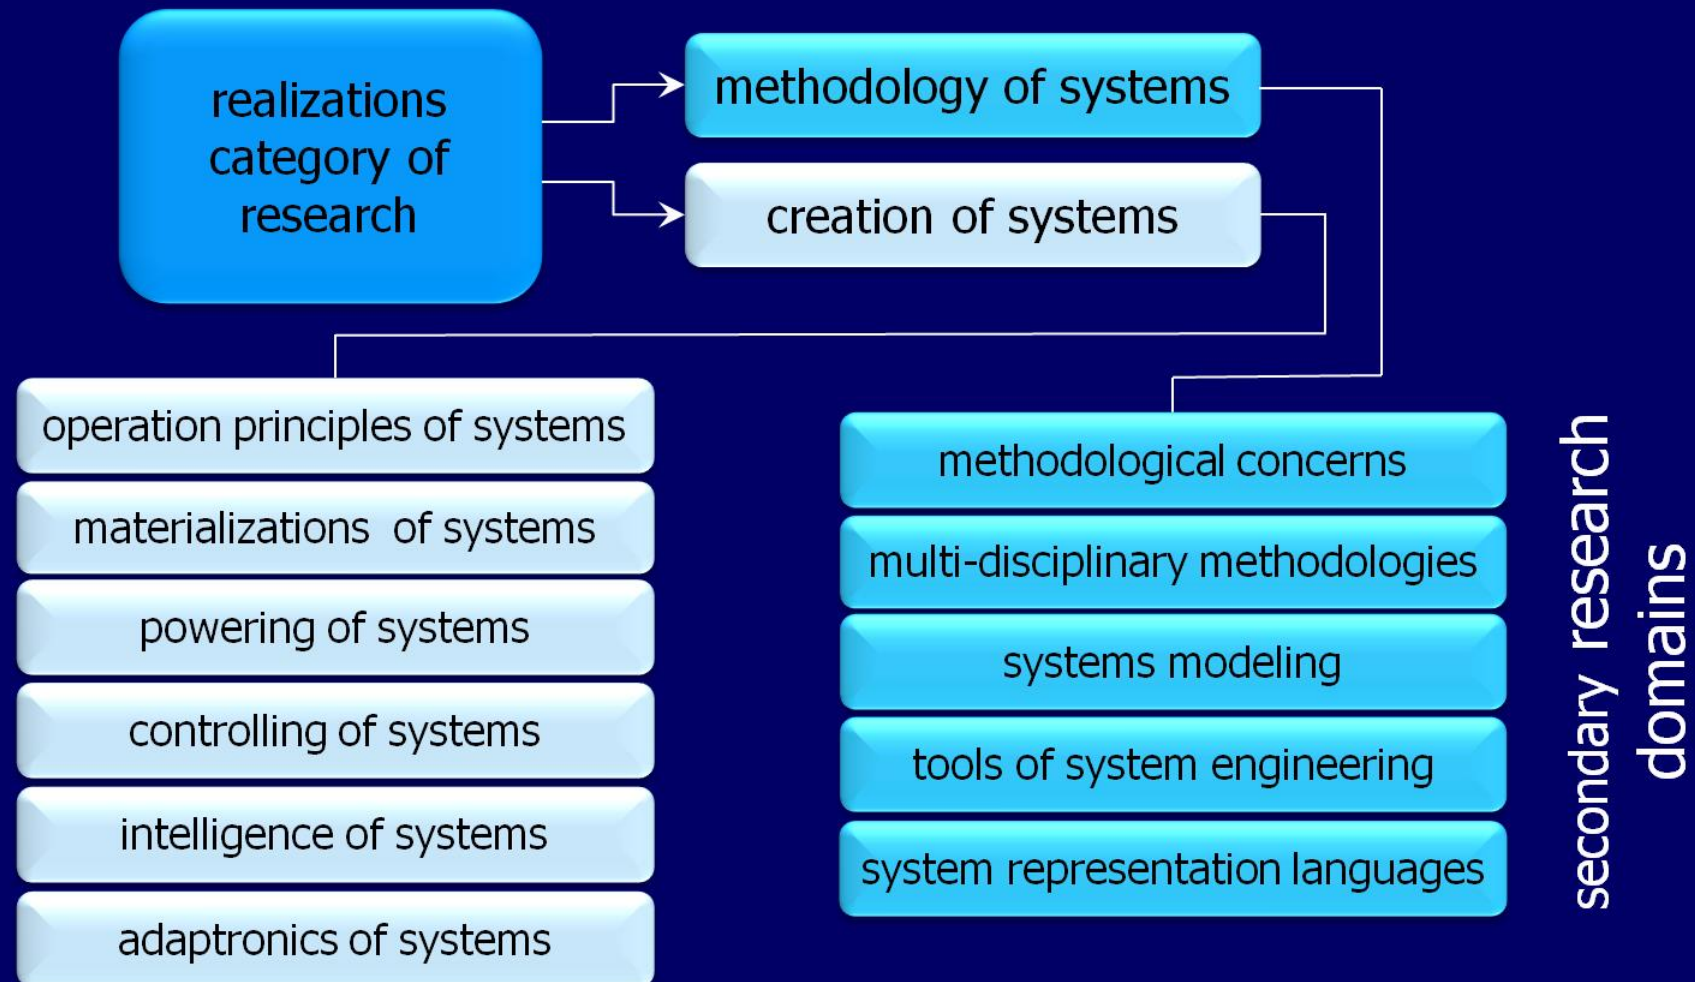 realizations
category of
research
methodology of systems
creation of systems
operation principles of systems
materializations of systems
powering of systems
controlling of systems
intelligence of systems
adaptronics of systems
methodological concerns
multi-disciplinary methodologies
systems modeling
tools of system engineering
system representation languages
secondary research
domains